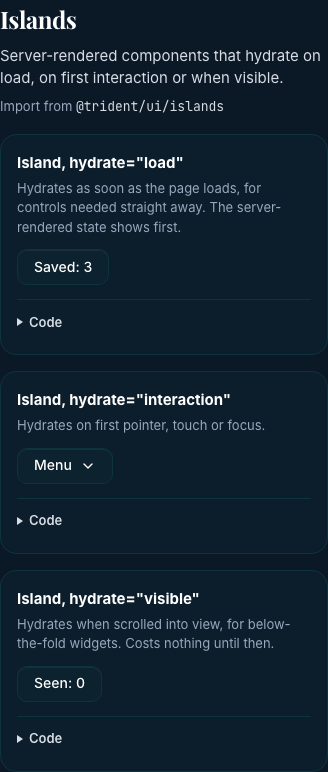 Islands
Server-rendered components that hydrate on
load, on first interaction or when visible.
Import from @trident/ui/islands
Island, hydrate="load"
Hydrates as soon as the page loads, for
controls needed straight away. The server-
rendered state shows first.
Saved: 3
Code
Island, hydrate="interaction"
Hydrates on first pointer, touch or focus.
Menu
Code
Island, hydrate="visible"
Hydrates when scrolled into view, for below-
the-fold widgets. Costs nothing until then.
Seen: 0
Code